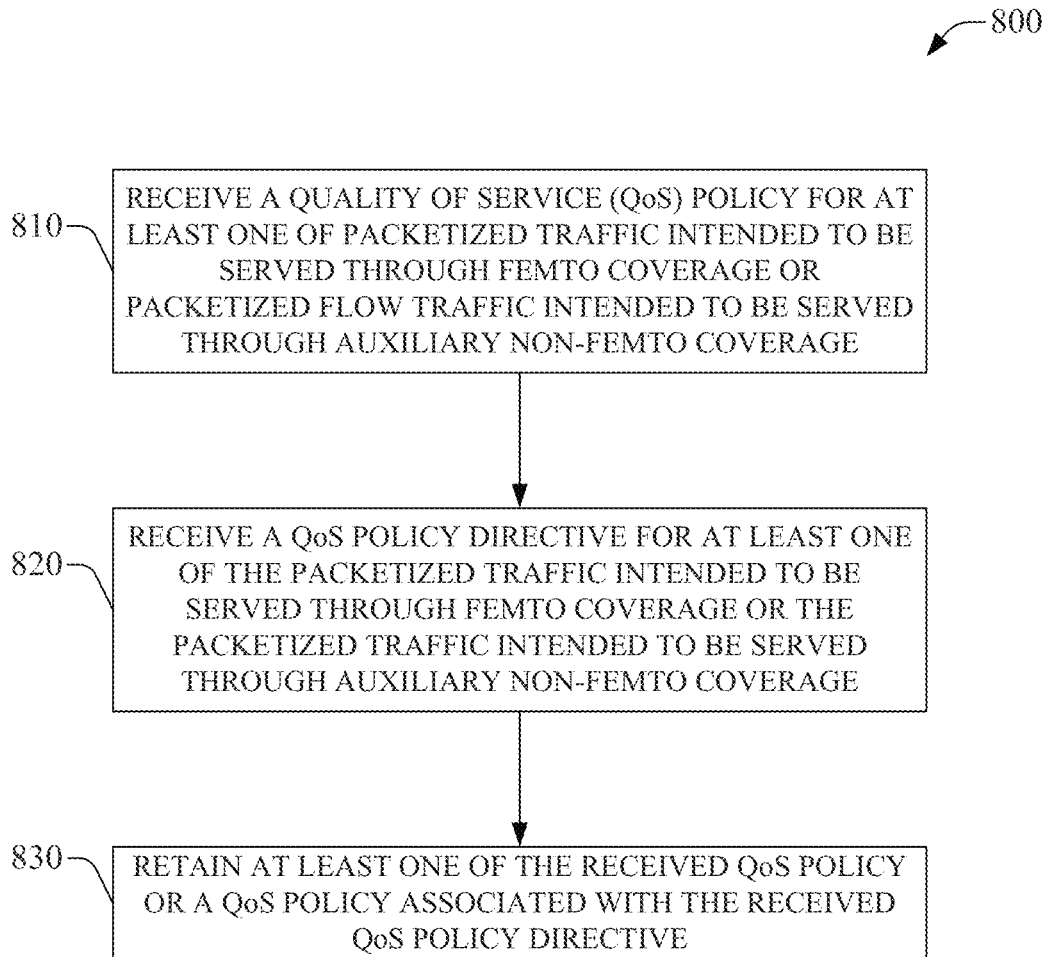 800
810
RECEIVE A QUALITY OF SERVICE (QoS) POLICY FOR AT
LEAST ONE OF PACKETIZED TRAFFIC INTENDED TO BE
SERVED THROUGH FEMTO COVERAGE OR
PACKETIZED FLOW TRAFFIC INTENDED TO BE SERVED
THROUGH AUXILIARY NON-FEMTO COVERAGE
820
RECEIVE A QoS POLICY DIRECTIVE FOR AT LEAST ONE
OF THE PACKETIZED TRAFFIC INTENDED TO BE
SERVED THROUGH FEMTO COVERAGE OR THE
PACKETIZED TRAFFIC INTENDED TO BE SERVED
THROUGH AUXILIARY NON-FEMTO COVERAGE
830
RETAIN AT LEAST ONE OF THE RECEIVED QoS POLICY
OR A QoS POLICY ASSOCIATED WITH THE RECEIVED
QoS POLICY DIRECTIVE